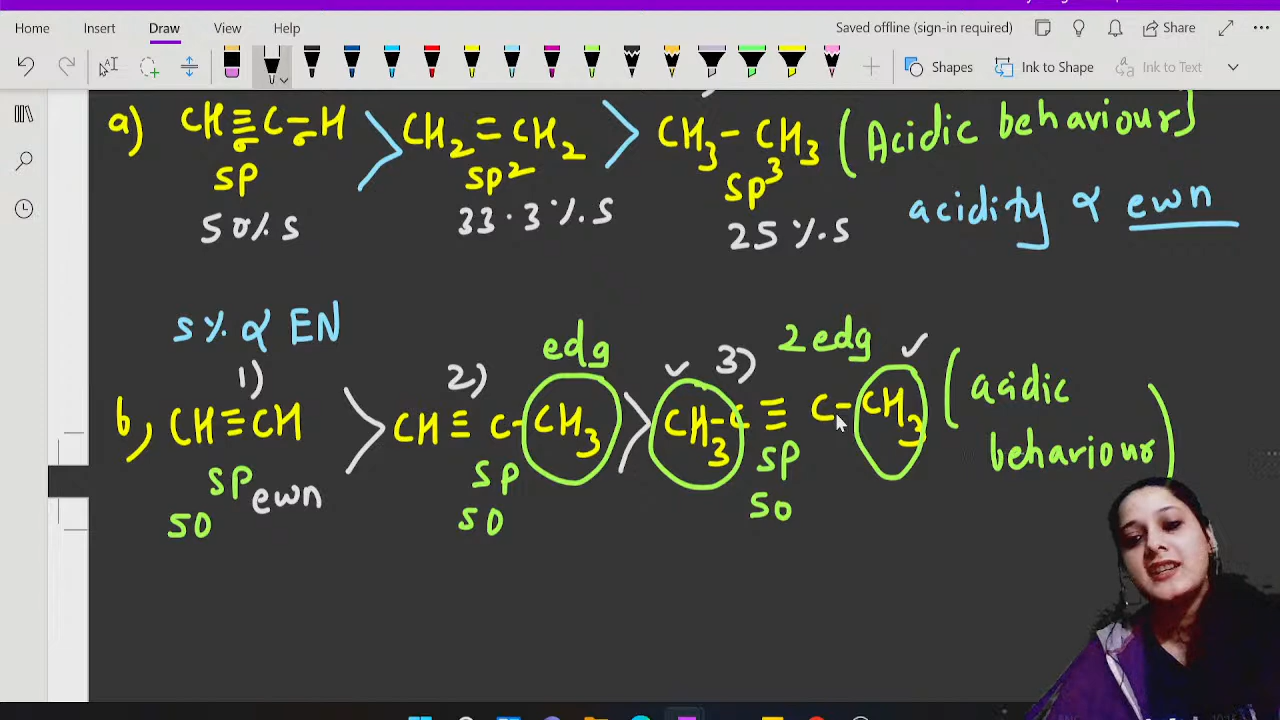 Home Insert Draw View Help Saved offline (sign-in required) Share
Shapes Ink to Shape Ink to Text
a) CH≡C-H > CH2=CH2 > CH3-CH3 (Acidic behaviour)
sp sp2 sp3
50% s 33.3%.s 25%.s
acidity ∝ ewn
s% ∝ EN
edg 2 edg
1) 2) 3)
b, CH≡CH > CH≡C-CH3 > CH3-C≡C-CH3 (acidic behaviour)
sp sp sp
ewn
50 50 50